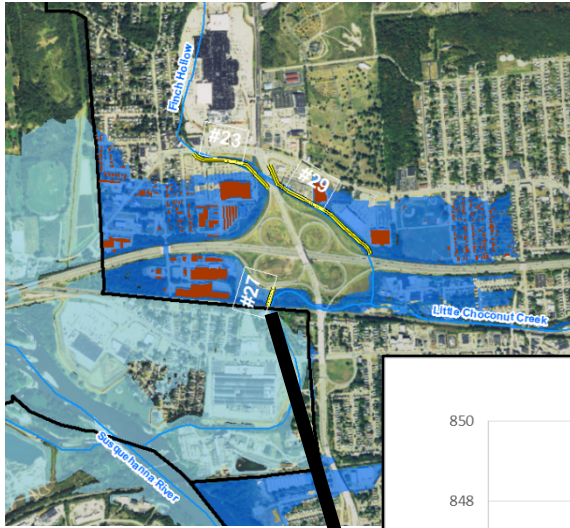 Finch Hollow
#23
#29
#27
Little Choconut Creek
Susquehanna River
850
848